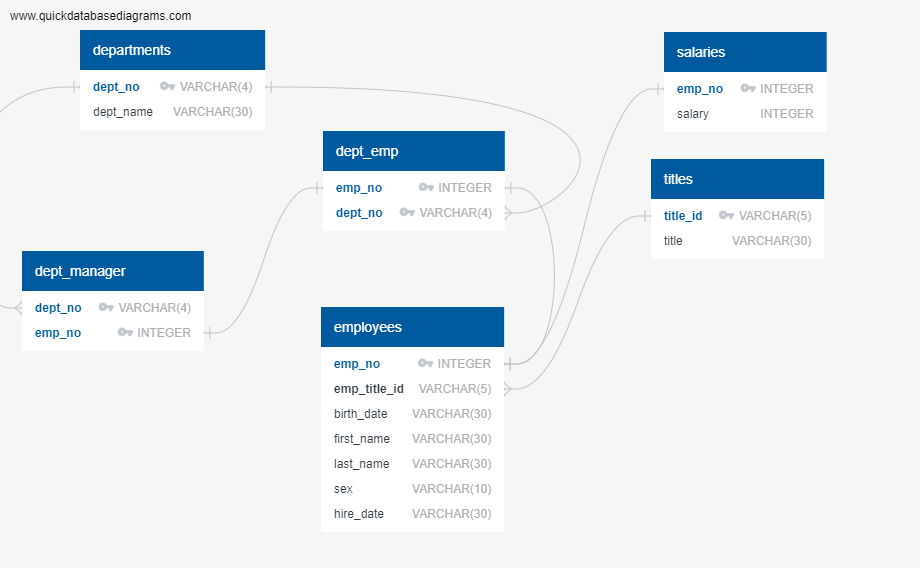 www.quickdatabasediagrams.com
departments
dept_no VARCHAR(4)
dept_name VARCHAR(30)
salaries
emp_no INTEGER
salary INTEGER
dept_emp
emp_no INTEGER
dept_no VARCHAR(4)
titles
title_id VARCHAR(5)
title VARCHAR(30)
dept_manager
dept_no VARCHAR(4)
emp_no INTEGER
employees
emp_no INTEGER
emp_title_id VARCHAR(5)
birth_date VARCHAR(30)
first_name VARCHAR(30)
last_name VARCHAR(30)
sex VARCHAR(10)
hire_date VARCHAR(30)